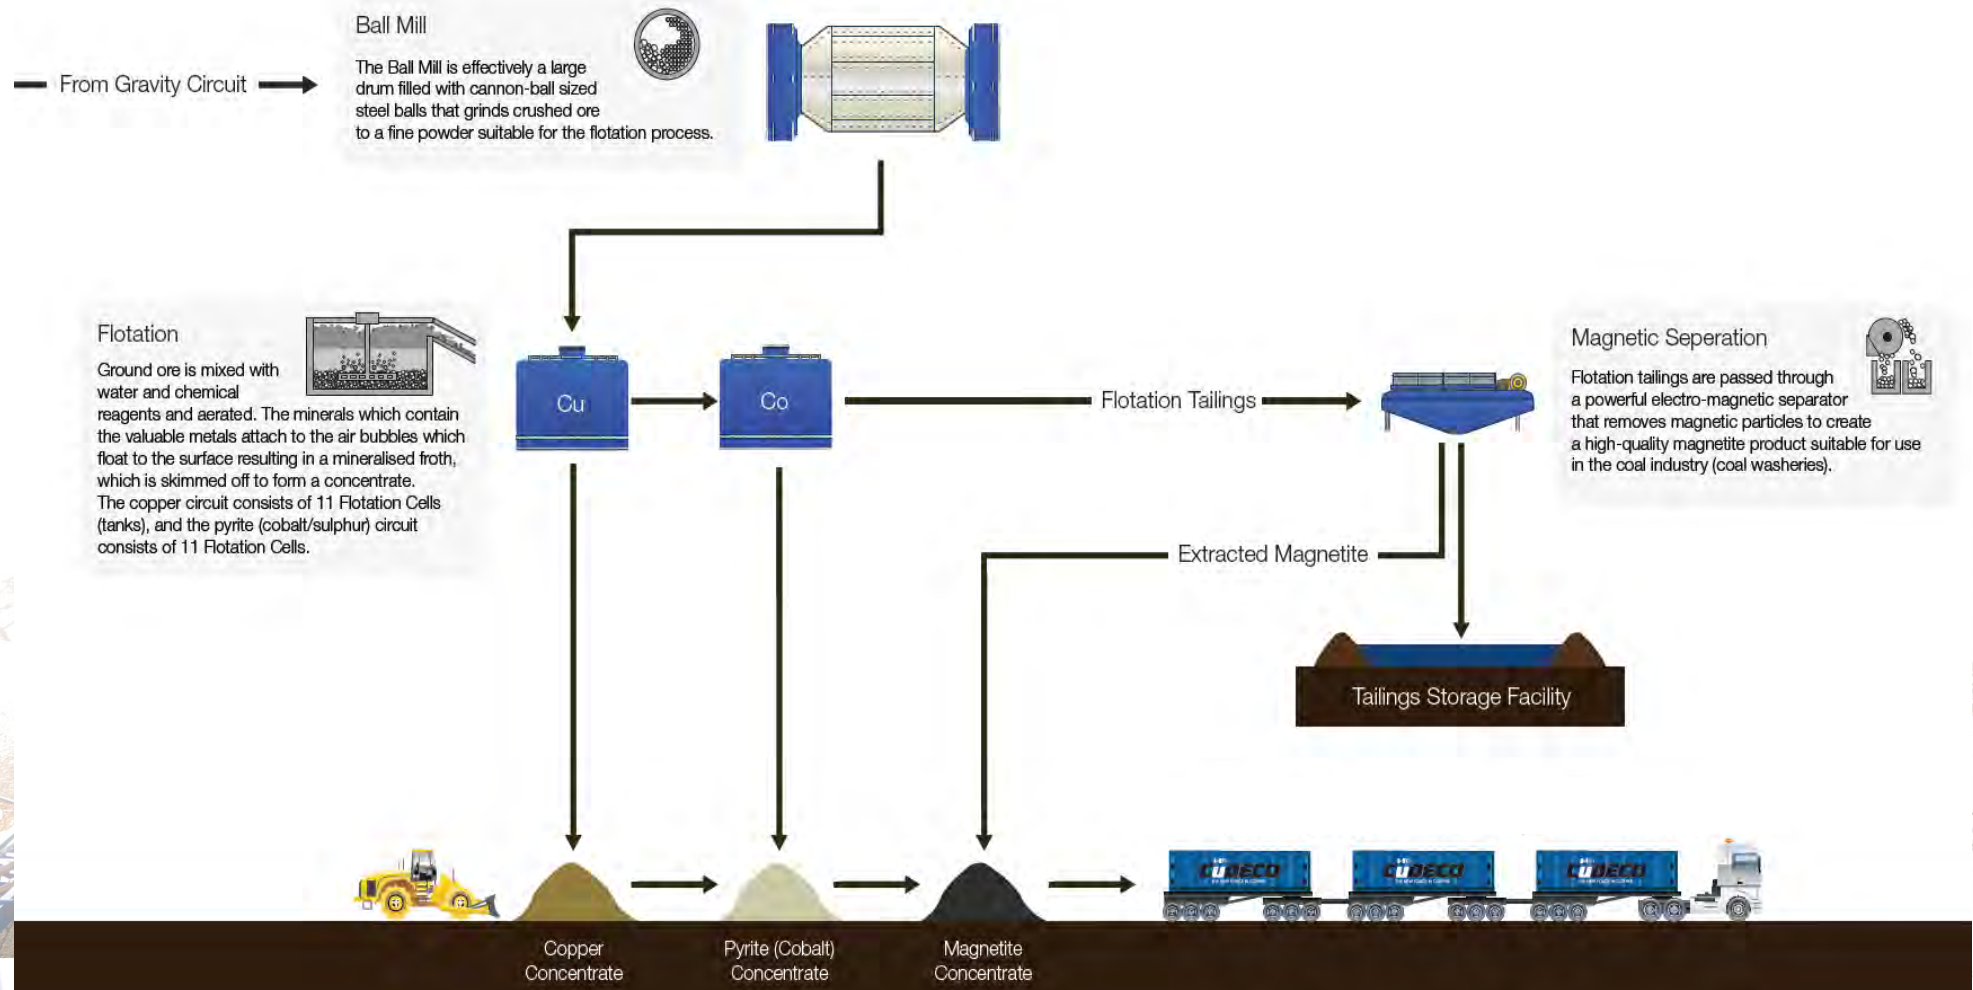 Ball Mill
The Ball Mill is effectively a large
drum filled with cannon-ball sized
steel balls that grinds crushed ore
to a fine powder suitable for the flotation process.
From Gravity Circuit
Flotation
Ground ore is mixed with
water and chemical
reagents and aerated. The minerals which contain
the valuable metals attach to the air bubbles which
float to the surface resulting in a mineralised froth,
which is skimmed off to form a concentrate.
The copper circuit consists of 11 Flotation Cells
(tanks), and the pyrite (cobalt/sulphur) circuit
consists of 11 Flotation Cells.
Cu
Co
Flotation Tailings
Magnetic Seperation
Flotation tailings are passed through
a powerful electro-magnetic separator
that removes magnetic particles to create
a high-quality magnetite product suitable for use
in the coal industry (coal washeries).
Extracted Magnetite
Tailings Storage Facility
CUDECO
CUDECO
CUDECO
Copper
Concentrate
Pyrite (Cobalt)
Concentrate
Magnetite
Concentrate